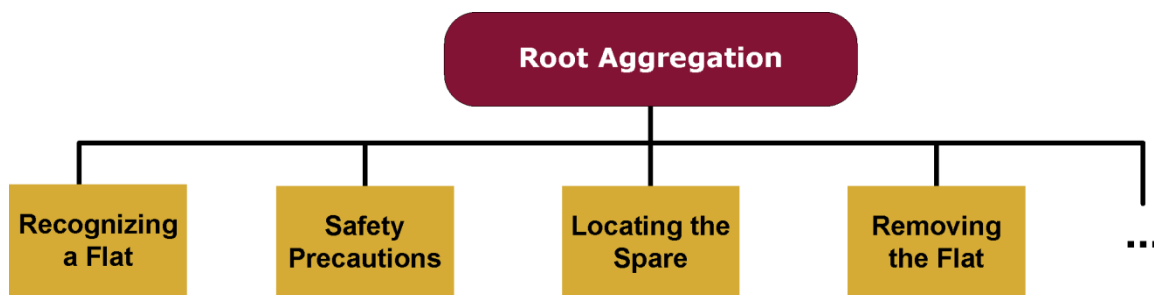 Root Aggregation
Recognizing
a Flat
Safety
Precautions
Locating the
Spare
Removing
the Flat
...